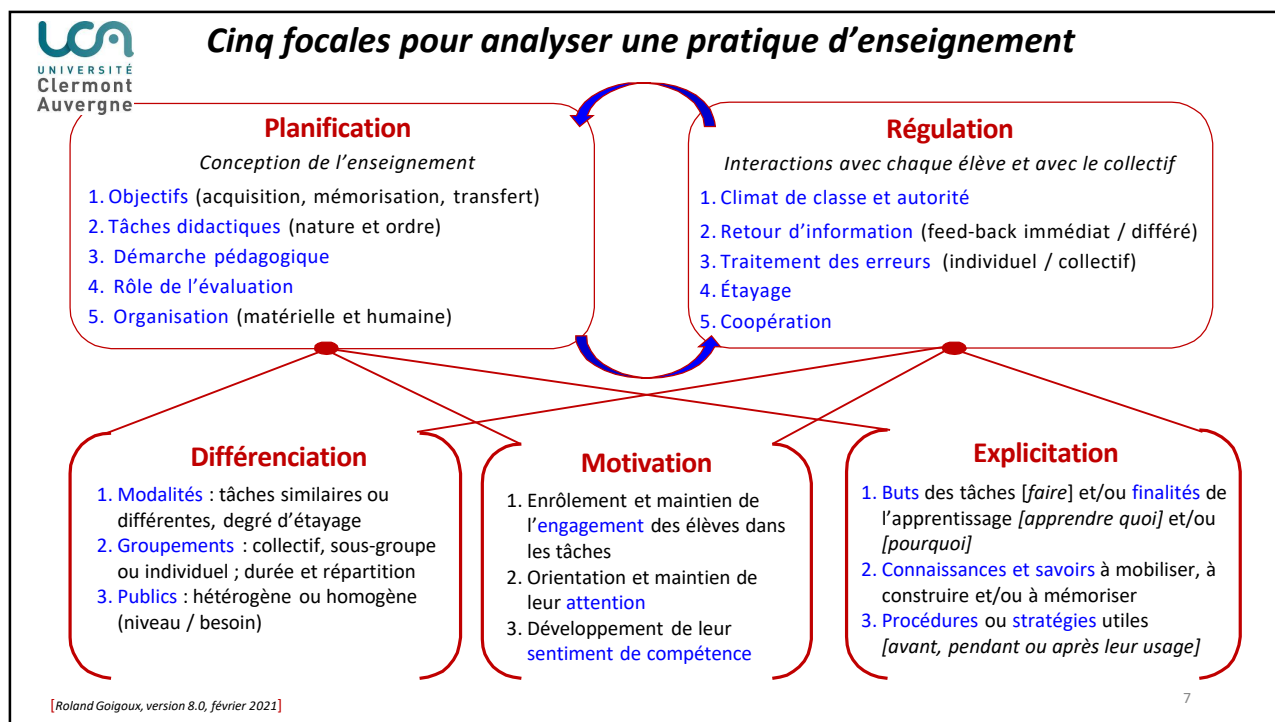 UCA
UNIVERSITÉ
Clermont
Auvergne
Cinq focales pour analyser une pratique d’enseignement
Planification
Conception de l’enseignement
1. Objectifs (acquisition, mémorisation, transfert)
2. Tâches didactiques (nature et ordre)
3. Démarche pédagogique
4. Rôle de l’évaluation
5. Organisation (matérielle et humaine)
Régulation
Interactions avec chaque élève et avec le collectif
1. Climat de classe et autorité
2. Retour d’information (feed-back immédiat / différé)
3. Traitement des erreurs (individuel / collectif)
4. Étayage
5. Coopération
Différenciation
1. Modalités : tâches similaires ou
différentes, degré d’étayage
2. Groupements : collectif, sous-groupe
ou individuel ; durée et répartition
3. Publics : hétérogène ou homogène
(niveau / besoin)
Motivation
1. Enrôlement et maintien de
l’engagement des élèves dans
les tâches
2. Orientation et maintien de
leur attention
3. Développement de leur
sentiment de compétence
Explicitation
1. Buts des tâches [faire] et/ou finalités de
l’apprentissage [apprendre quoi] et/ou
[pourquoi]
2. Connaissances et savoirs à mobiliser, à
construire et/ou à mémoriser
3. Procédures ou stratégies utiles
[avant, pendant ou après leur usage]
[Roland Goigoux, version 8.0, février 2021]
7